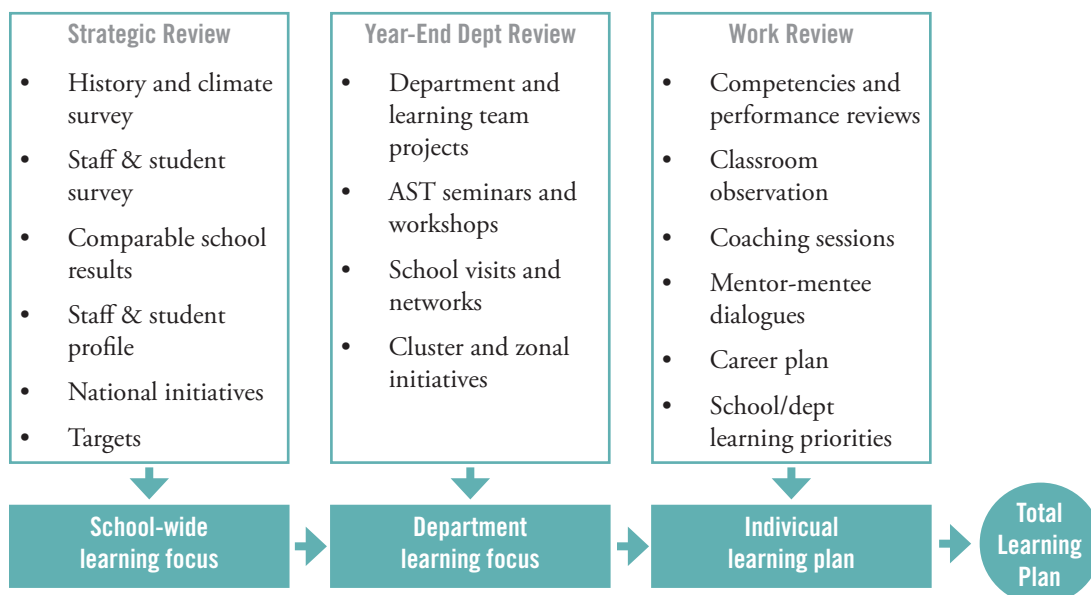 Strategic Review
• History and climate
survey
• Staff & student
survey
• Comparable school
results
• Staff & student
profile
• National initiatives
• Targets
Year-End Dept Review
• Department and
learning team
projects
• AST seminars and
workshops
• School visits and
networks
• Cluster and zonal
initiatives
Work Review
• Competencies and
performance reviews
• Classroom
observation
• Coaching sessions
• Mentor-mentee
dialogues
• Career plan
• School/dept
learning priorities
School-wide
learning focus
Department
learning focus
Indivicual
learning plan
Total
Learning
Plan